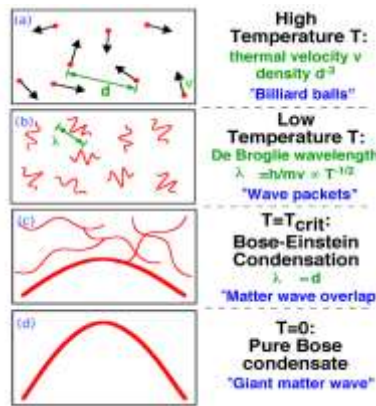 (a)
d
v
High
Temperature T:
thermal velocity v
density d⁻³
"Billiard balls"
(b)
λ
Low
Temperature T:
De Broglie wavelength
λ =h/mv ∝ T⁻¹/²
"Wave packets"
(c)
T=Tcrit:
Bose-Einstein
Condensation
λ =d
"Matter wave overlap"
(d)
T=0:
Pure Bose
condensate
"Giant matter wave"